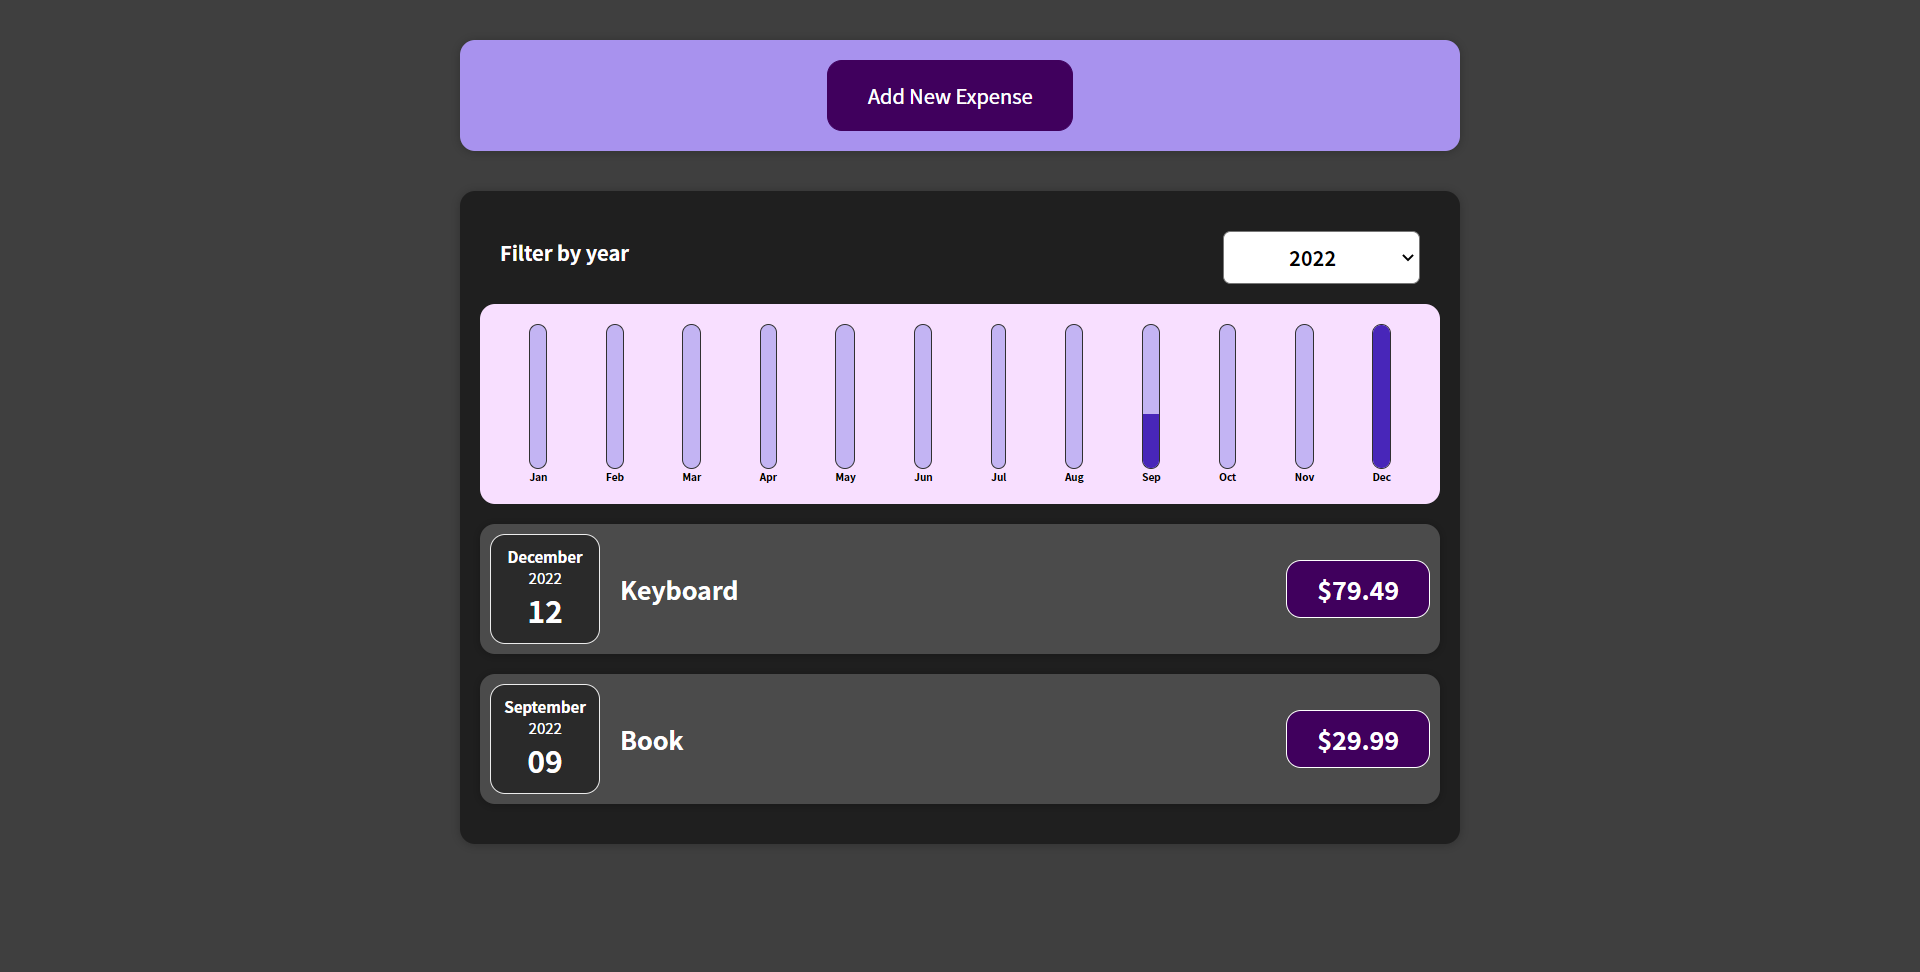 Add New Expense
Filter by year
2022
Jan Feb Mar Apr May Jun Jul Aug Sep Oct Nov Dec
December
2022
12
Keyboard
$79.49
September
2022
09
Book
$29.99